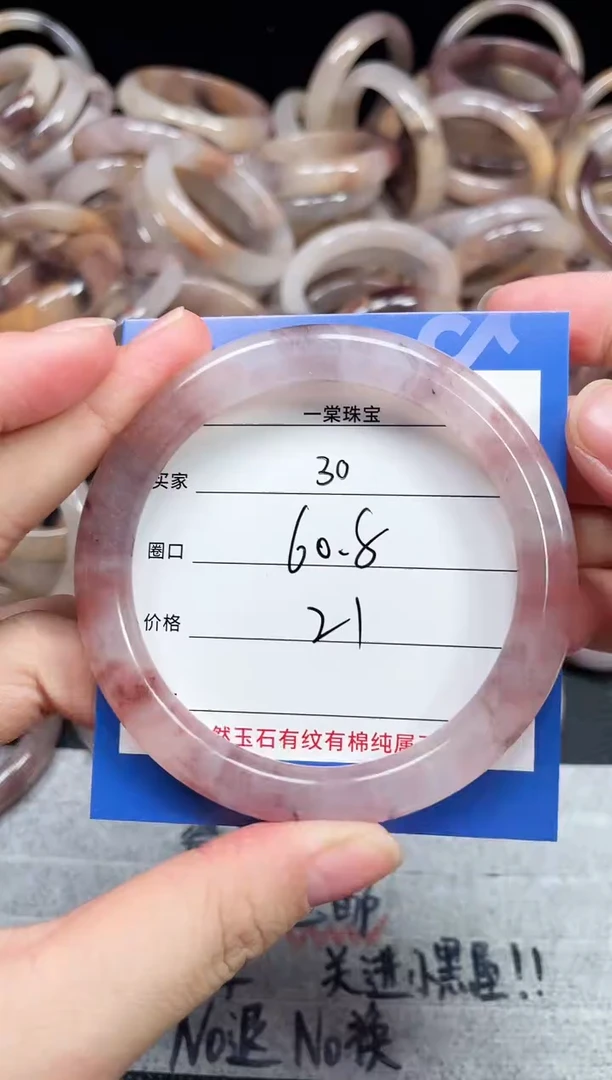 一棠珠宝
买家 30
圈口 60.8
价格 21
然玉石有纹有棉纯属
关进小黑屋!!
No退 No换